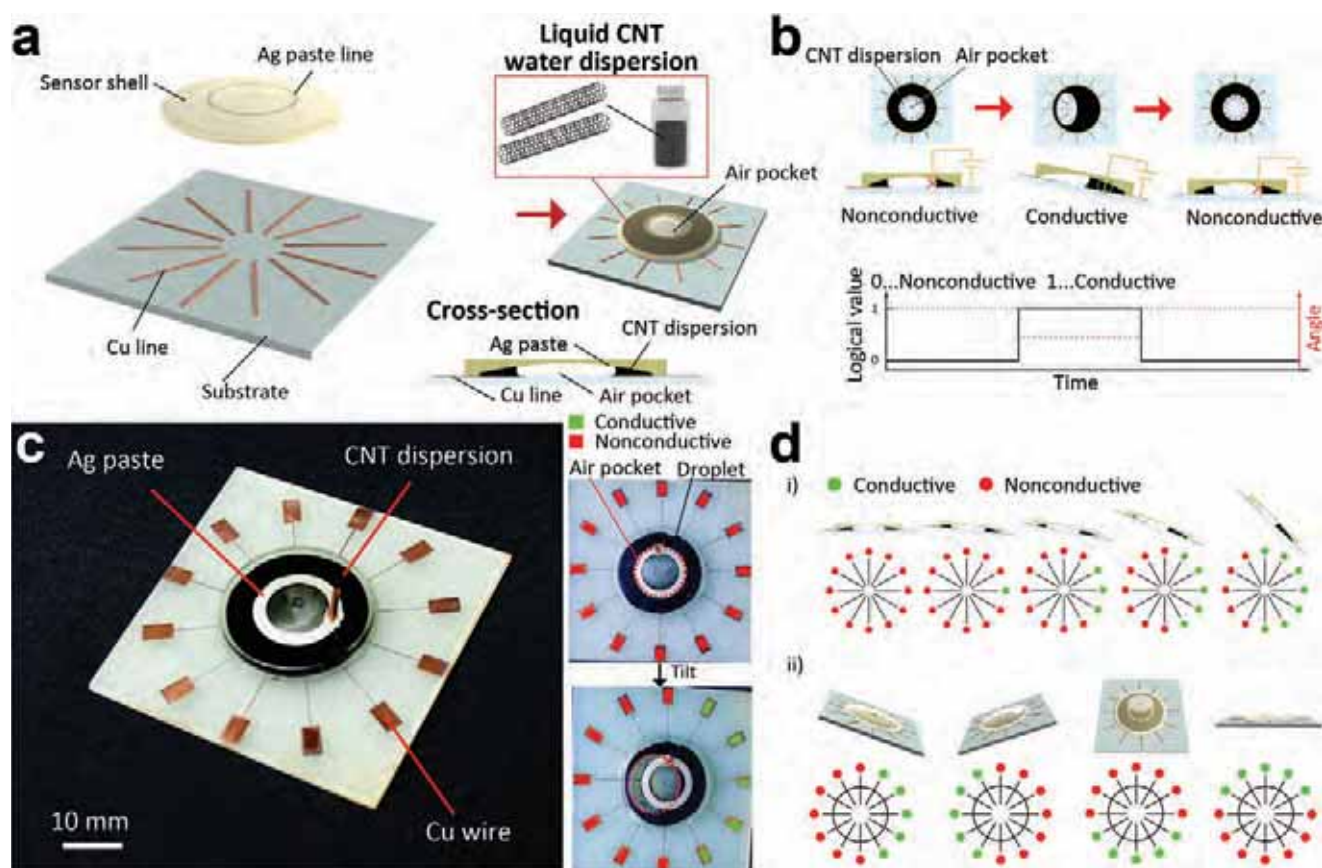 a
Ag paste line
Sensor shell
Cu line
Substrate
Liquid CNT
water dispersion
Air pocket
Cross-section
CNT dispersion
Ag paste
Cu line
Air pocket
b
CNT dispersion
Air pocket
Nonconductive
Conductive
Nonconductive
0...Nonconductive 1...Conductive
Logical value
1
0
Angle
Time
c
Ag paste
CNT dispersion
Cu wire
10 mm
Conductive
Nonconductive
Air pocket
Droplet
Tilt
d
i)
Conductive
Nonconductive
ii)